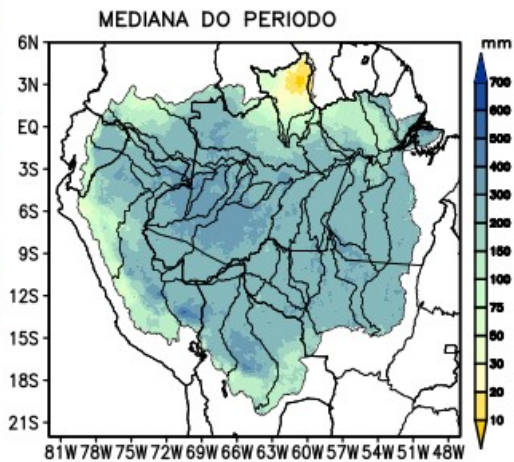 MEDIANA DO PERIODO
mm
6N
3N
EQ
3S
6S
9S
12S
15S
18S
21S
700
600
500
400
300
200
150
100
75
50
30
20
10
81W 78W 75W 72W 69W 66W 63W 60W 57W 54W 51W 48W